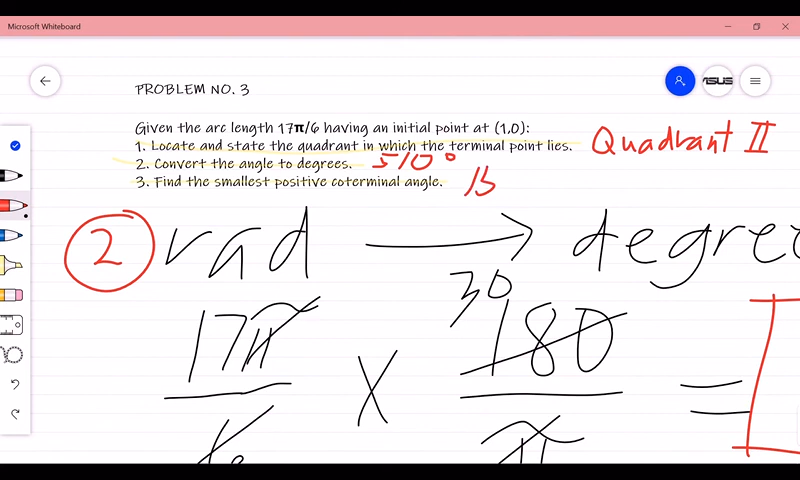 Microsoft Whiteboard
ASUS
PROBLEM NO. 3
Given the arc length 17π/6 having an initial point at (1,0):
1. Locate and state the quadrant in which the terminal point lies. Quadrant II
2. Convert the angle to degrees. 510°
3. Find the smallest positive coterminal angle. 15
2 rad → degree
30
17π/6 × 180/π =